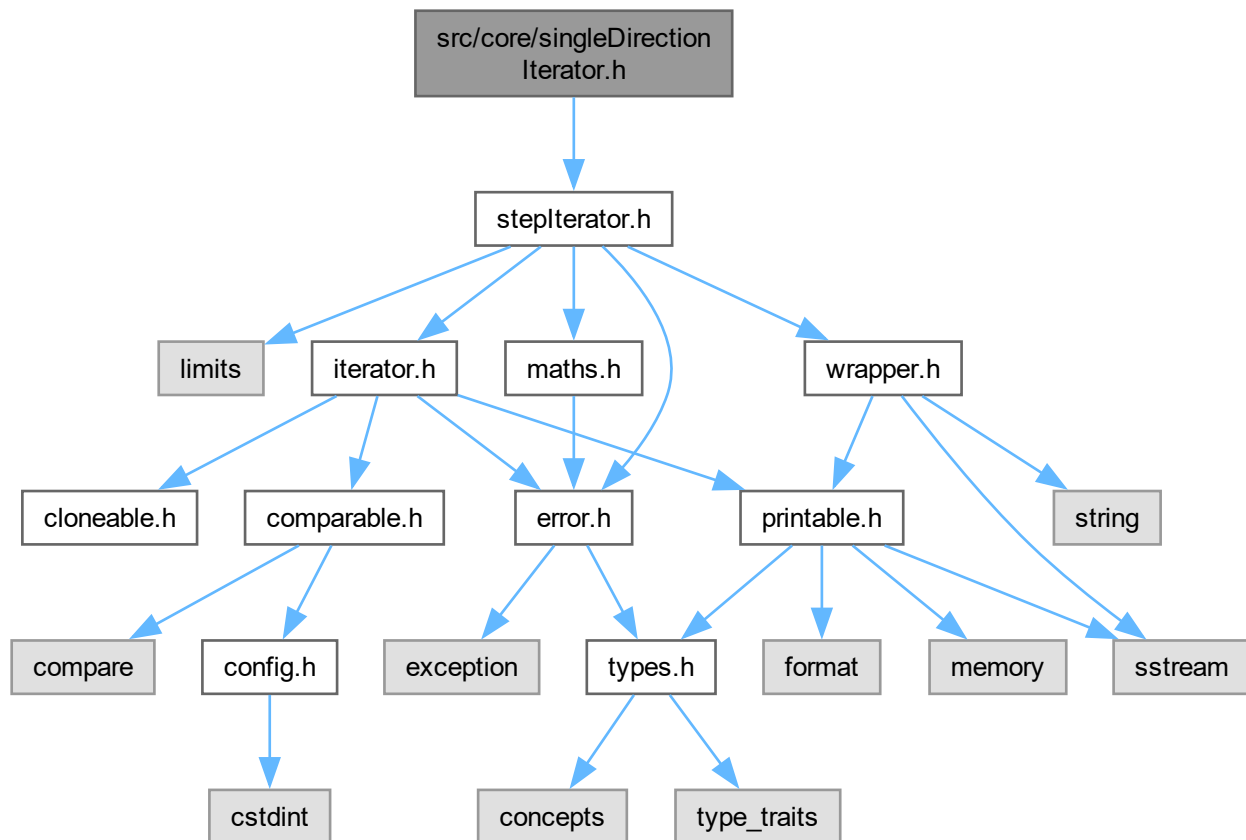 src/core/singleDirection
Iterator.h
stepIterator.h
limits
iterator.h
maths.h
wrapper.h
cloneable.h
comparable.h
error.h
printable.h
string
compare
config.h
exception
types.h
format
memory
sstream
cstdint
concepts
type_traits